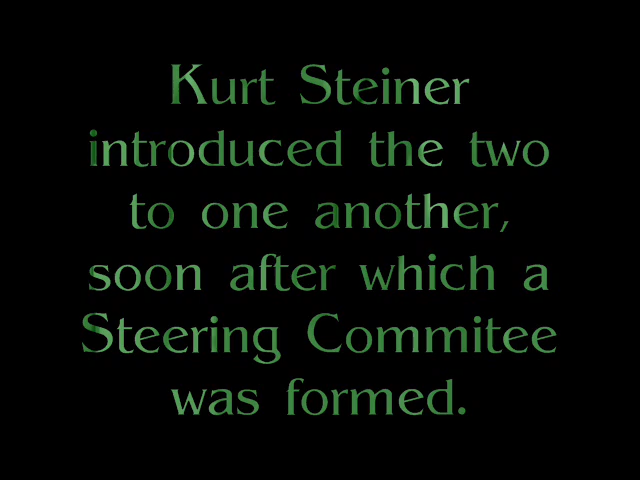 Kurt Steiner
introduced the two
to one another,
soon after which a
Steering Commitee
was formed.